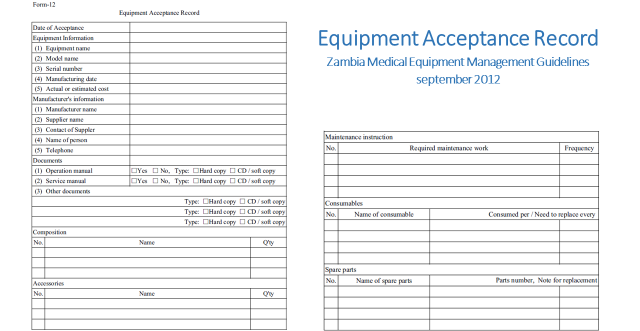 Form-12
Equipment Acceptance Record
Date of Acceptance
Equipment Information
(1) Equipment name
(2) Model name
(3) Serial number
(4) Manufacturing date
(5) Actual or estimated cost
Manufacturer's information
(1) Manufacturer name
(2) Supplier name
(3) Contact of Suppler
(4) Name of person
(5) Telephone
Documents
(1) Operation manual □Yes □ No, Type: □Hard copy □ CD / soft copy
(2) Service manual □Yes □ No, Type: □Hard copy □ CD / soft copy
(3) Other documents
Type: □Hard copy □ CD / soft copy
Type: □Hard copy □ CD / soft copy
Type: □Hard copy □ CD / soft copy
Composition
No. Name Q'ty
Accessories
No. Name Q'ty
Equipment Acceptance Record
Zambia Medical Equipment Management Guidelines
september 2012
Maintenance instruction
No. Required maintenance work Frequency
Consumables
No. Name of consumable Consumed per / Need to replace every
Spare parts
No. Name of spare parts Parts number, Note for replacement